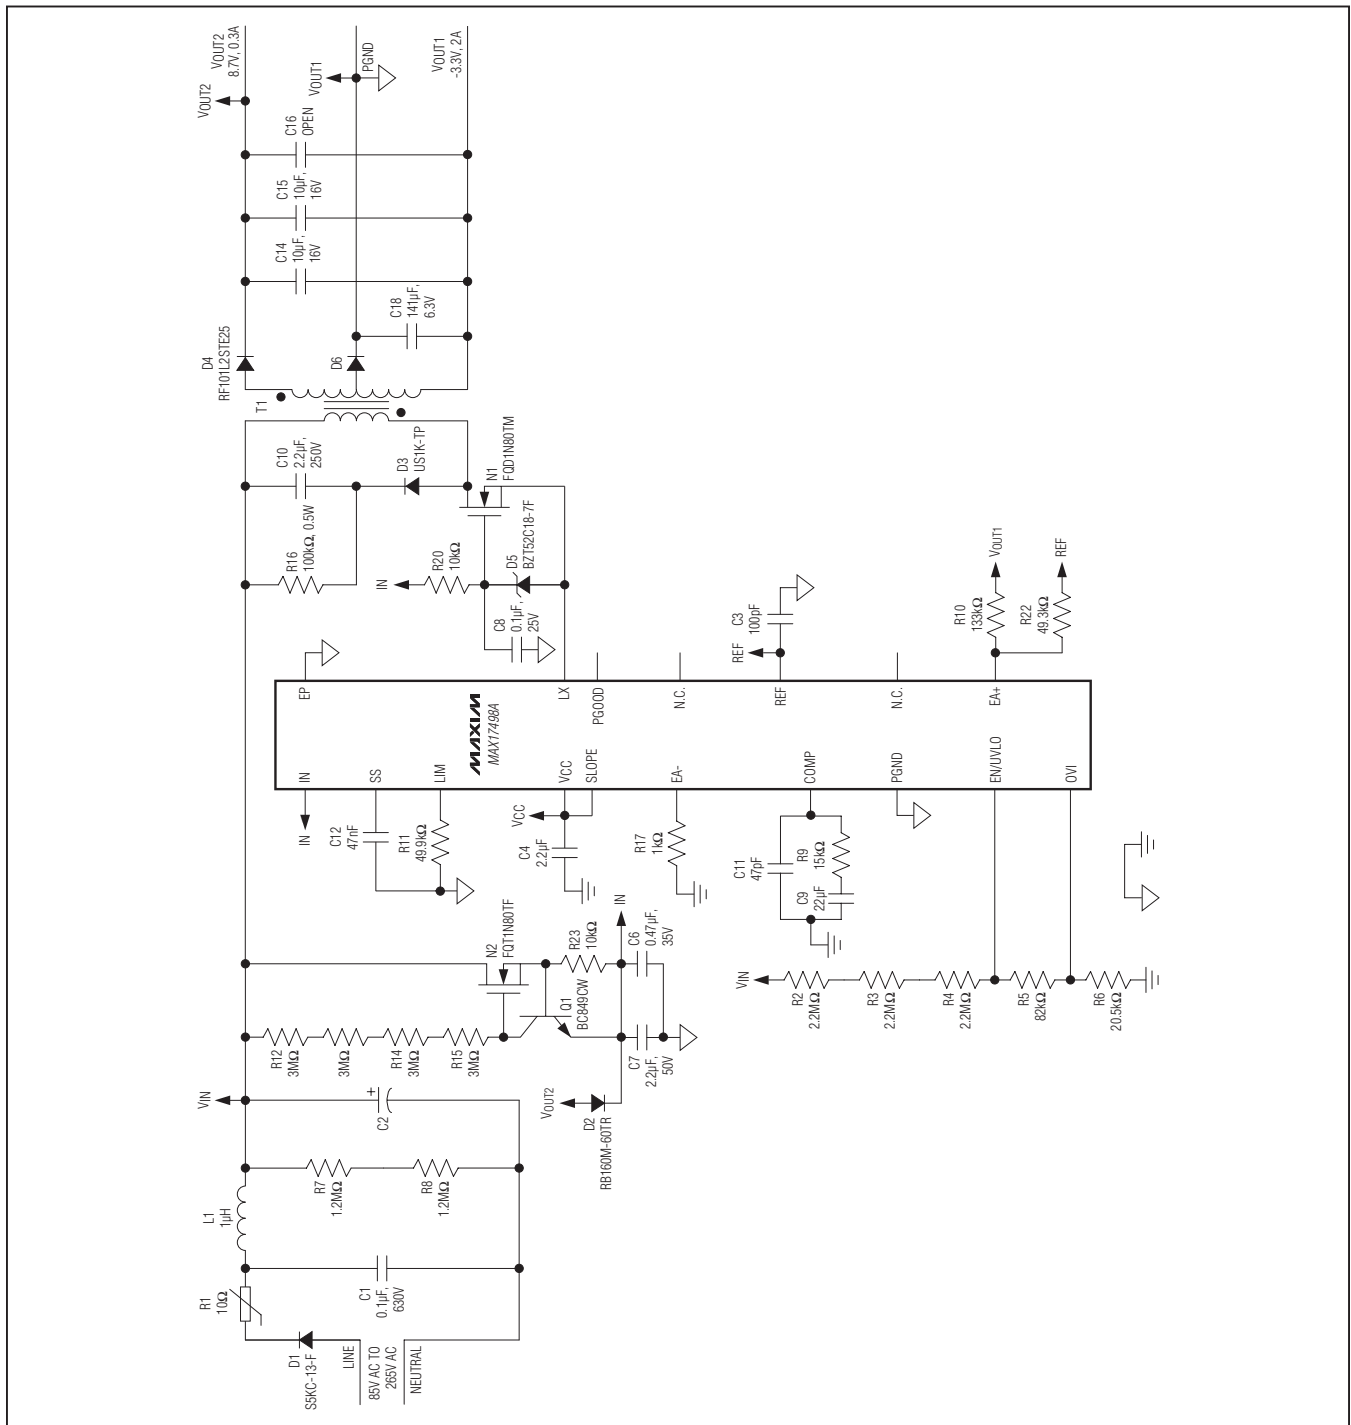 D1
S5KC-13-F
LINE
85V AC TO
265V AC
NEUTRAL
R1
10Ω
C1
0.1µF,
630V
L1
1µH
R7
1.2MΩ
R8
1.2MΩ
VIN
+
C2
R12
3MΩ
3MΩ
R14
3MΩ
R15
3MΩ
VOUT2
D2
RB160M-60TR
N2
FQT1N80TF
Q1
BC849CW
R23
10kΩ
C7
2.2µF,
50V
C6
0.47µF,
35V
IN
VIN
R2
2.2MΩ
R3
2.2MΩ
R4
2.2MΩ
R5
82kΩ
R6
20.5kΩ
IN
C12
47nF
R11
49.9kΩ
VCC
C4
2.2µF
R17
1kΩ
C11
47pF
R9
15kΩ
C9
22µF
IN
SS
LIM
VCC
SLOPE
EA-
COMP
PGND
EN/UVLO
OVI
MAXIM
MAX17498A
EP
LX
PGOOD
N.C.
REF
N.C.
EA+
R16
100kΩ, 0.5W
C10
2.2µF,
250V
D3
US1K-TP
IN
R20
10kΩ
C8
0.1µF,
25V
D5
BZT52C18-7F
N1
FQD1N80TM
REF
C3
100pF
R10
133kΩ
VOUT1
R22
49.3kΩ
REF
T1
D4
RF101L2STE25
D6
C18
141µF,
6.3V
C14
10µF,
16V
C15
10µF,
16V
C16
OPEN
VOUT2
VOUT2
8.7V, 0.3A
VOUT1
PGND
VOUT1
-3.3V, 2A